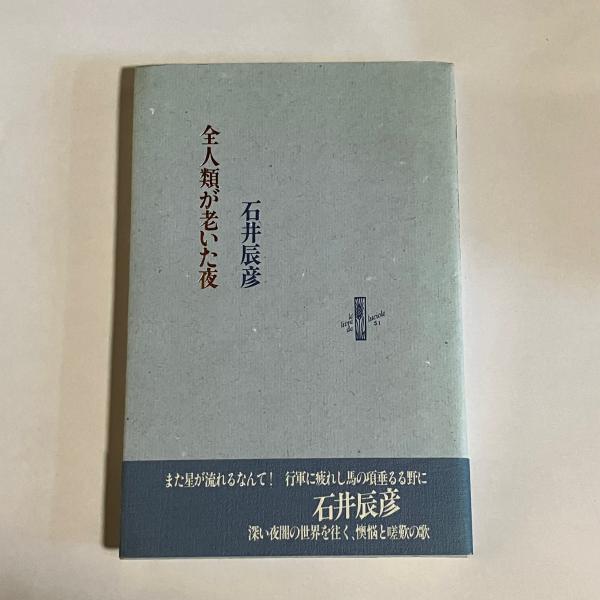 全人類が老いた夜
石井辰彦
le
livre
de
luciole
51
また星が流れるなんて！ 行軍に疲れし馬の項垂るる野に
石井辰彦
深い夜闇の世界を往く、懊悩と嗟歎の歌